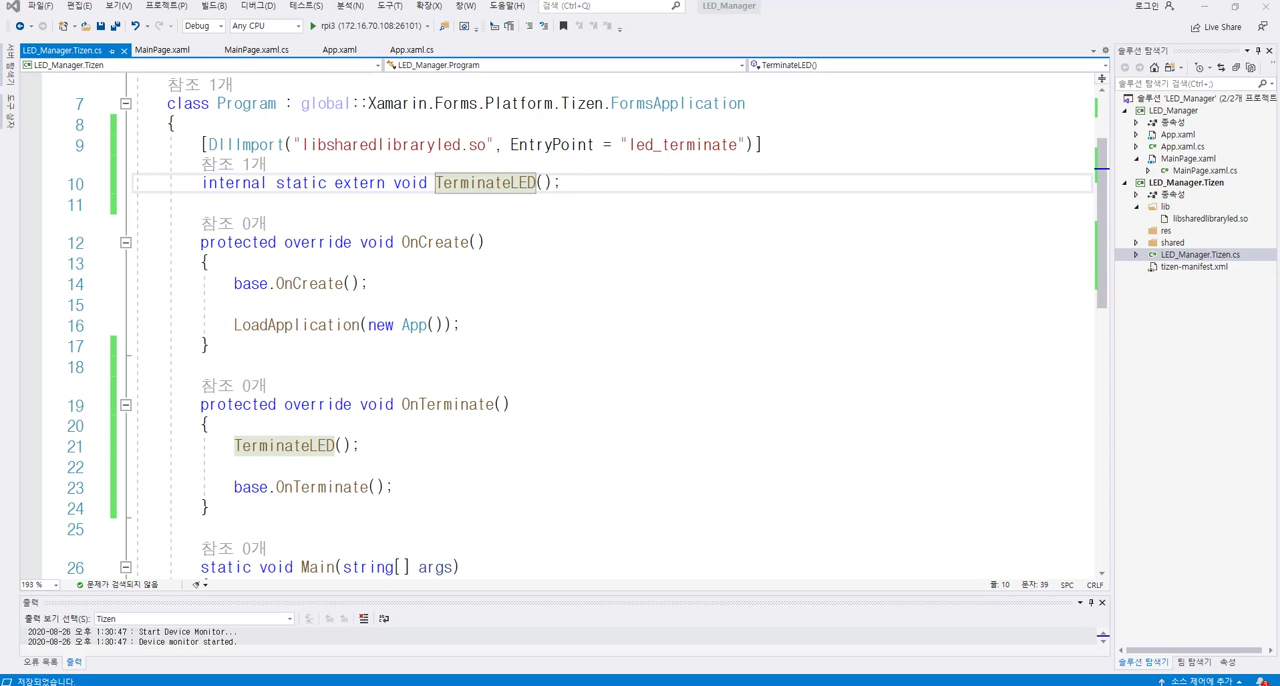 파일(F) 편집(E) 보기(V) 프로젝트(P) 빌드(B) 디버그(D) 테스트(S) 분석(N) 도구(T) 확장(X) 창(W) 도움말(H) 검색 (Ctrl+Q) LED_Manager 로그인
Debug Any CPU rpi3 (172.16.70.108:26101) Live Share
서버 탐색기
도구 상자
LED_Manager.Tizen.cs MainPage.xaml MainPage.xaml.cs App.xaml App.xaml.cs
LED_Manager.Tizen LED_Manager.Program TerminateLED()
참조 1개
7 class Program : global::Xamarin.Forms.Platform.Tizen.FormsApplication
8 {
9 [DllImport("libsharedlibraryled.so", EntryPoint = "led_terminate")]
참조 1개
10 internal static extern void TerminateLED();
11
참조 0개
12 protected override void OnCreate()
13 {
14 base.OnCreate();
15
16 LoadApplication(new App());
17 }
18
참조 0개
19 protected override void OnTerminate()
20 {
21 TerminateLED();
22
23 base.OnTerminate();
24 }
25
참조 0개
26 static void Main(string[] args)
193 % 문제가 검색되지 않음 줄: 10 문자: 39 SPC CRLF
출력
출력 보기 선택(S): Tizen
2020-08-26 오후 1:30:47 : Start Device Monitor...
2020-08-26 오후 1:30:47 : Device monitor started.
오류 목록 출력
솔루션 탐색기
솔루션 탐색기 검색(Ctrl+;)
솔루션 'LED_Manager' (2/2개 프로젝트
LED_Manager
종속성
App.xaml
App.xaml.cs
MainPage.xaml
MainPage.xaml.cs
LED_Manager.Tizen
종속성
lib
libsharedlibraryled.so
res
shared
LED_Manager.Tizen.cs
tizen-manifest.xml
솔루션 탐색기 팀 탐색기 속성
저장되었습니다. 소스 제어에 추가